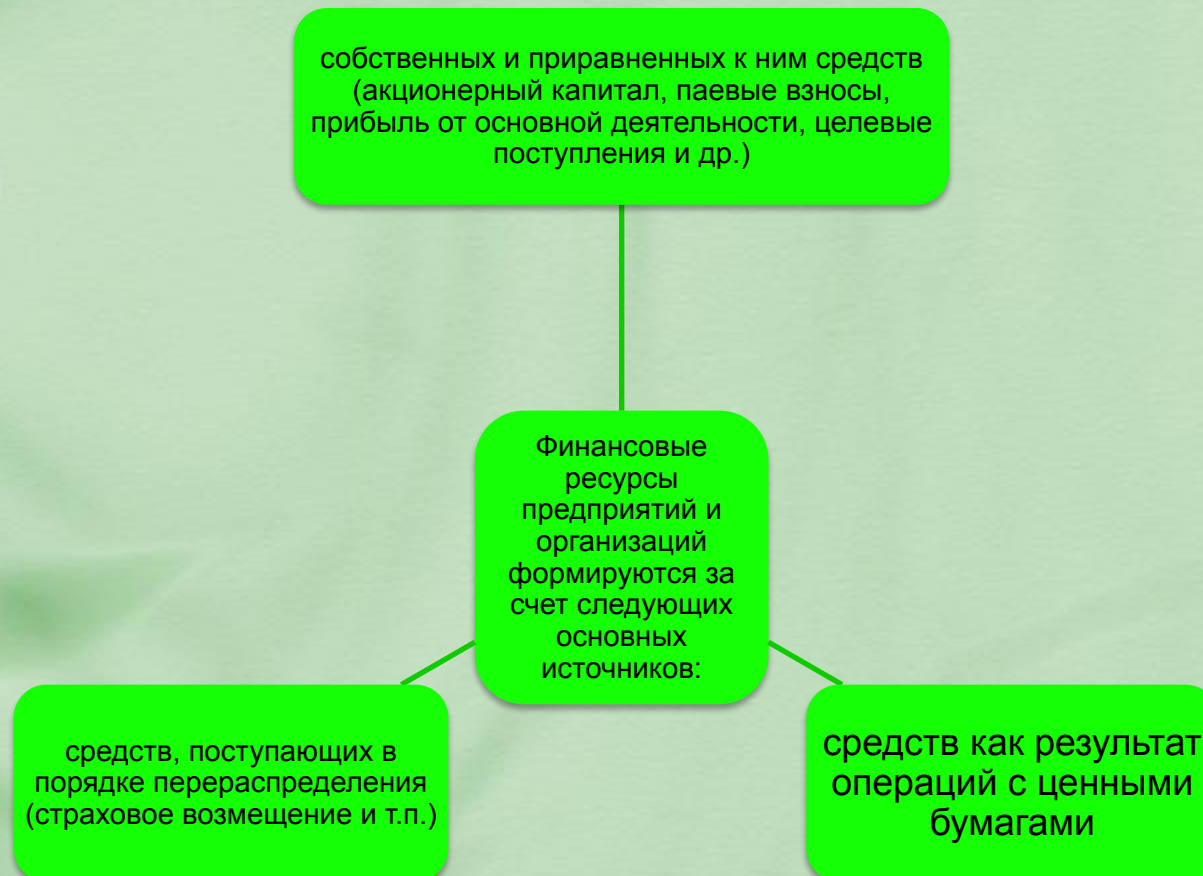 собственных и приравненных к ним средств
(акционерный капитал, паевые взносы,
прибыль от основной деятельности, целевые
поступления и др.)
Финансовые
ресурсы
предприятий и
организаций
формируются за
счет следующих
основных
источников:
средств, поступающих в
порядке перераспределения
(страховое возмещение и т.п.)
средств как результат
операций с ценными
бумагами